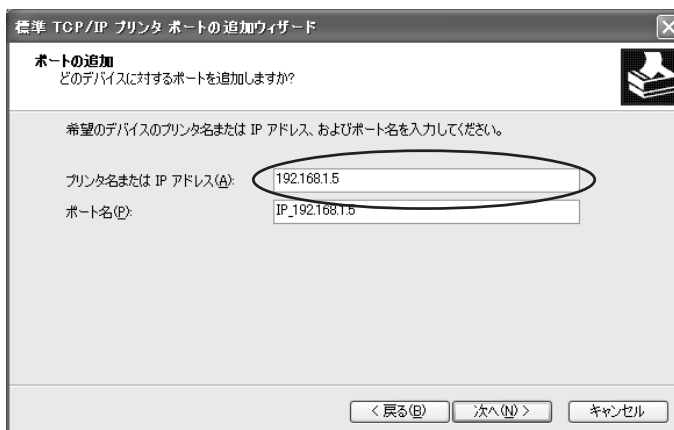 標準 TCP/IP プリンタ ポートの追加ウィザード
ポートの追加
どのデバイスに対するポートを追加しますか?
希望のデバイスのプリンタ名または IP アドレス、およびポート名を入力してください。
プリンタ名または IP アドレス(A): 192.168.1.5
ポート名(P): IP_192.168.1.5
< 戻る(B) 次へ(N) > キャンセル